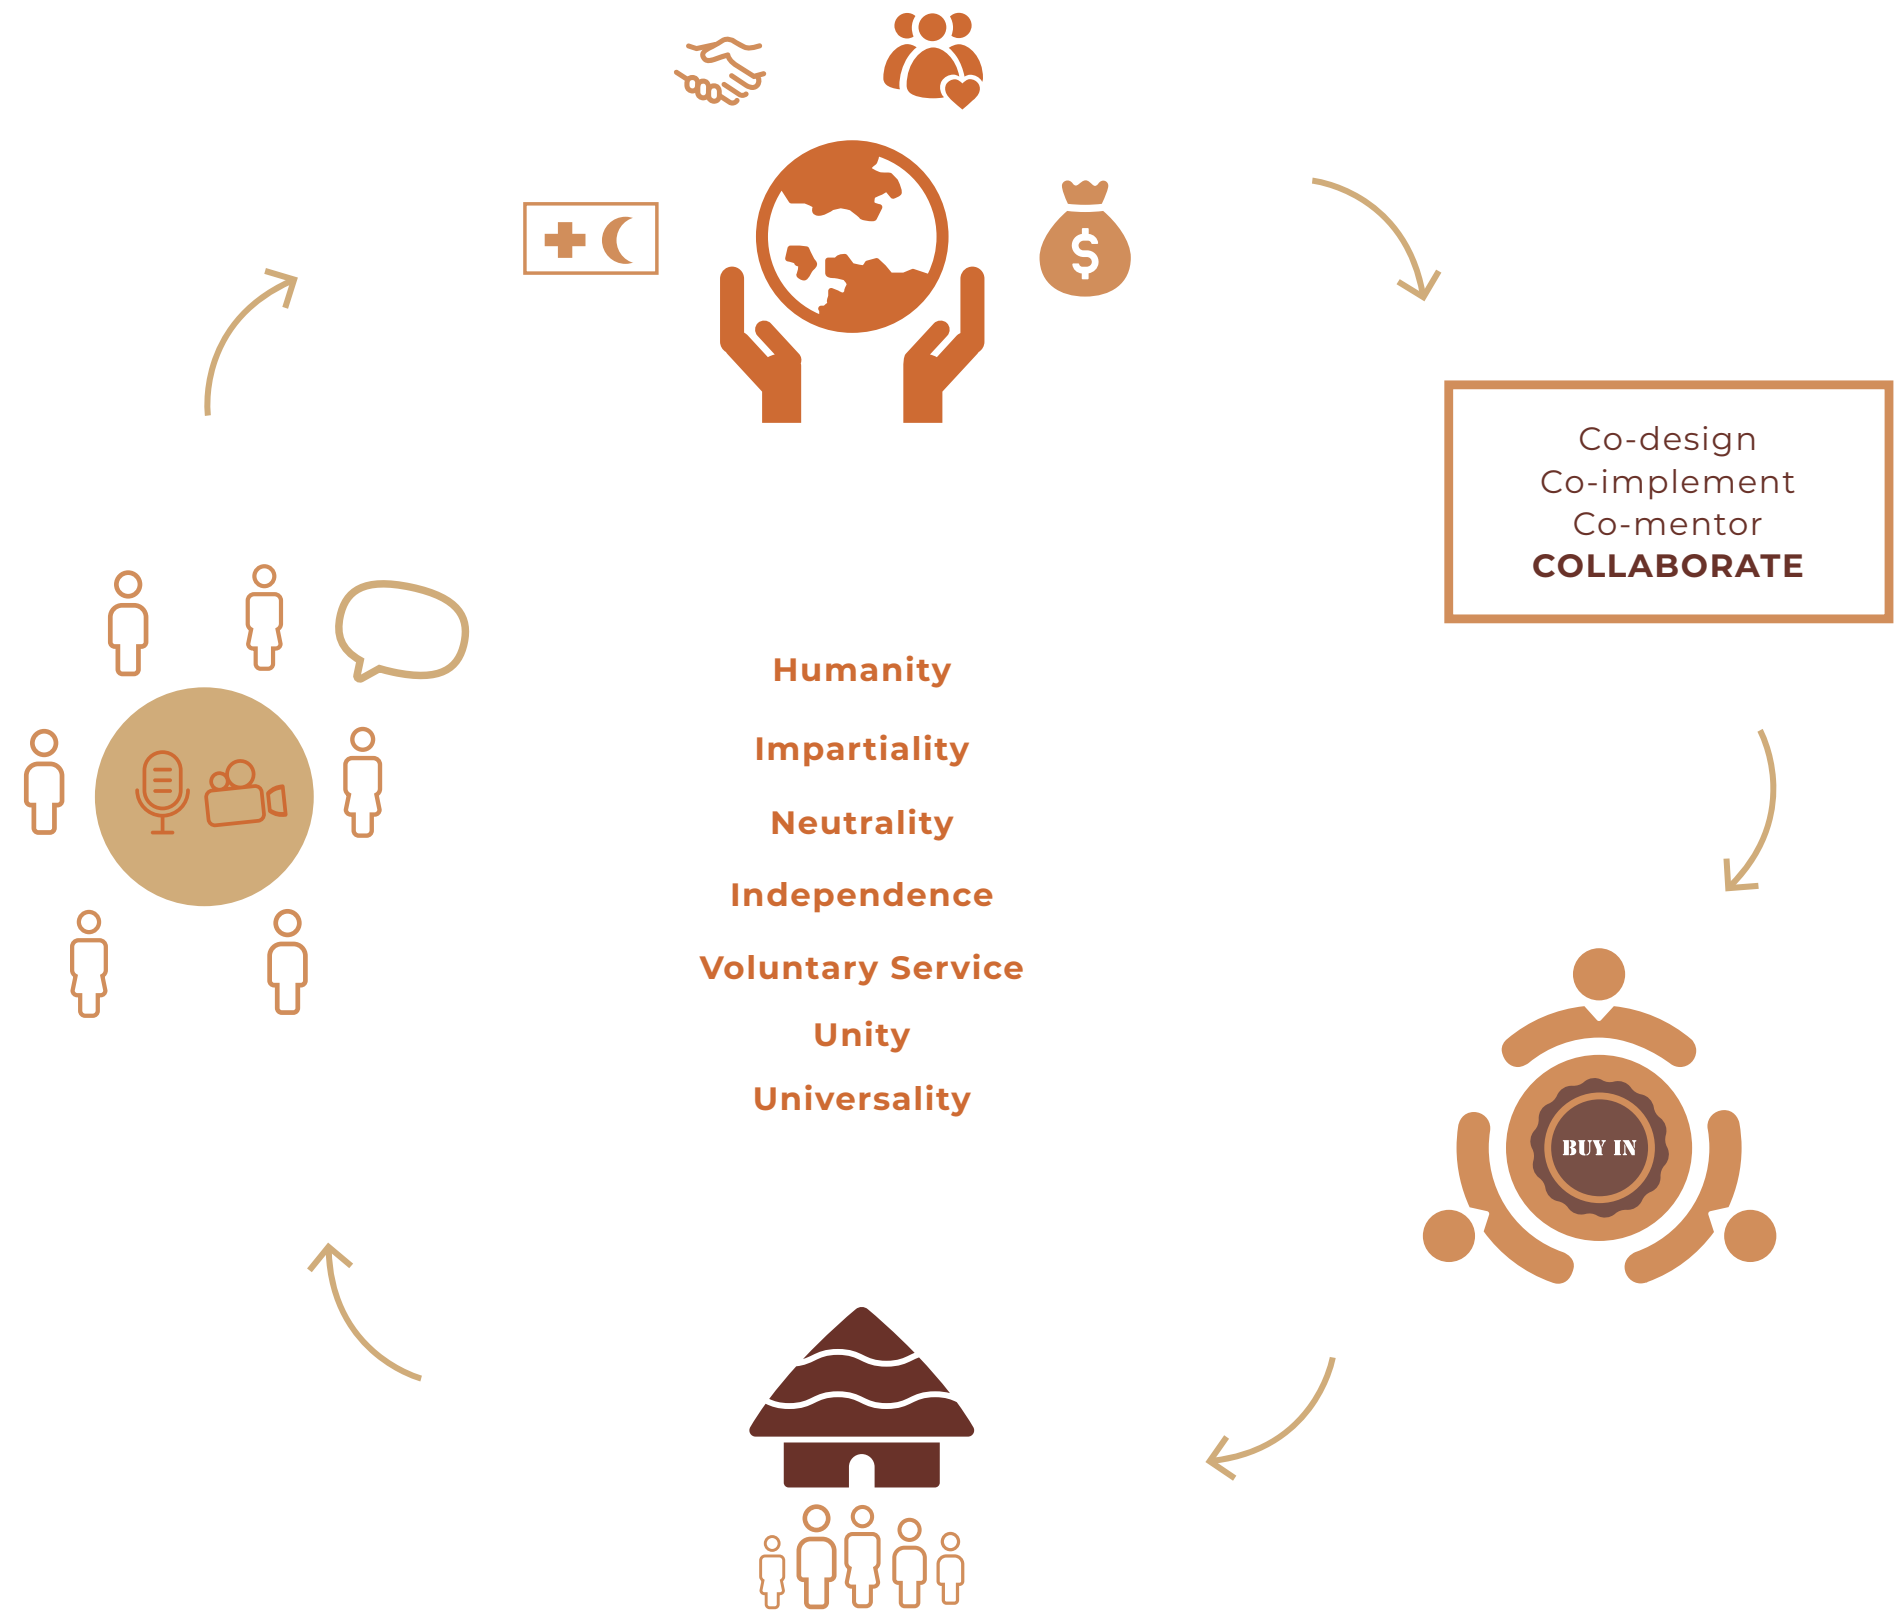 $
Co-design
Co-implement
Co-mentor
COLLABORATE
Humanity
Impartiality
Neutrality
Independence
Voluntary Service
Unity
Universality
BUY IN